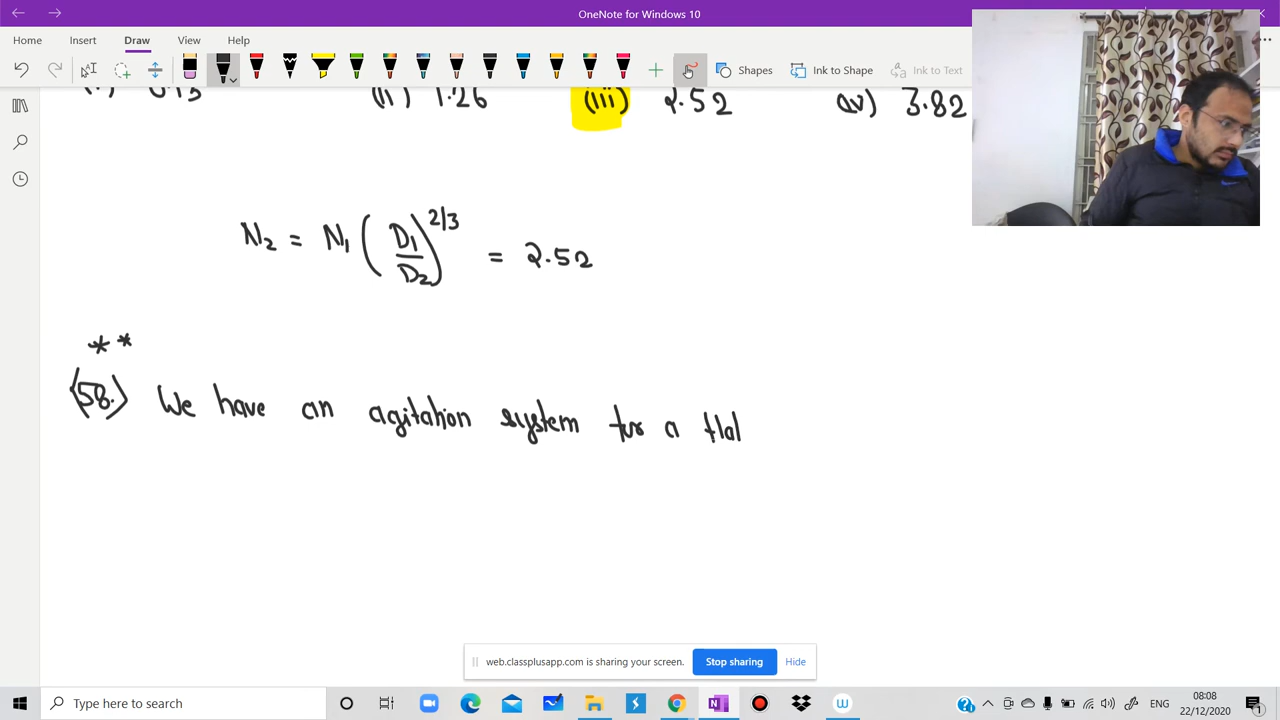 OneNote for Windows 10
Home Insert Draw View Help
Shapes Ink to Shape Ink to Text
(ii) 1.26 (iii) 2.52 (iv) 3.82
N₂ = N₁ (D₁/D₂)^2/3 = 2.52
**
(58.) We have an agitation system for a
web.classplusapp.com is sharing your screen. Stop sharing Hide
Type here to search
ENG
08:08
22/12/2020